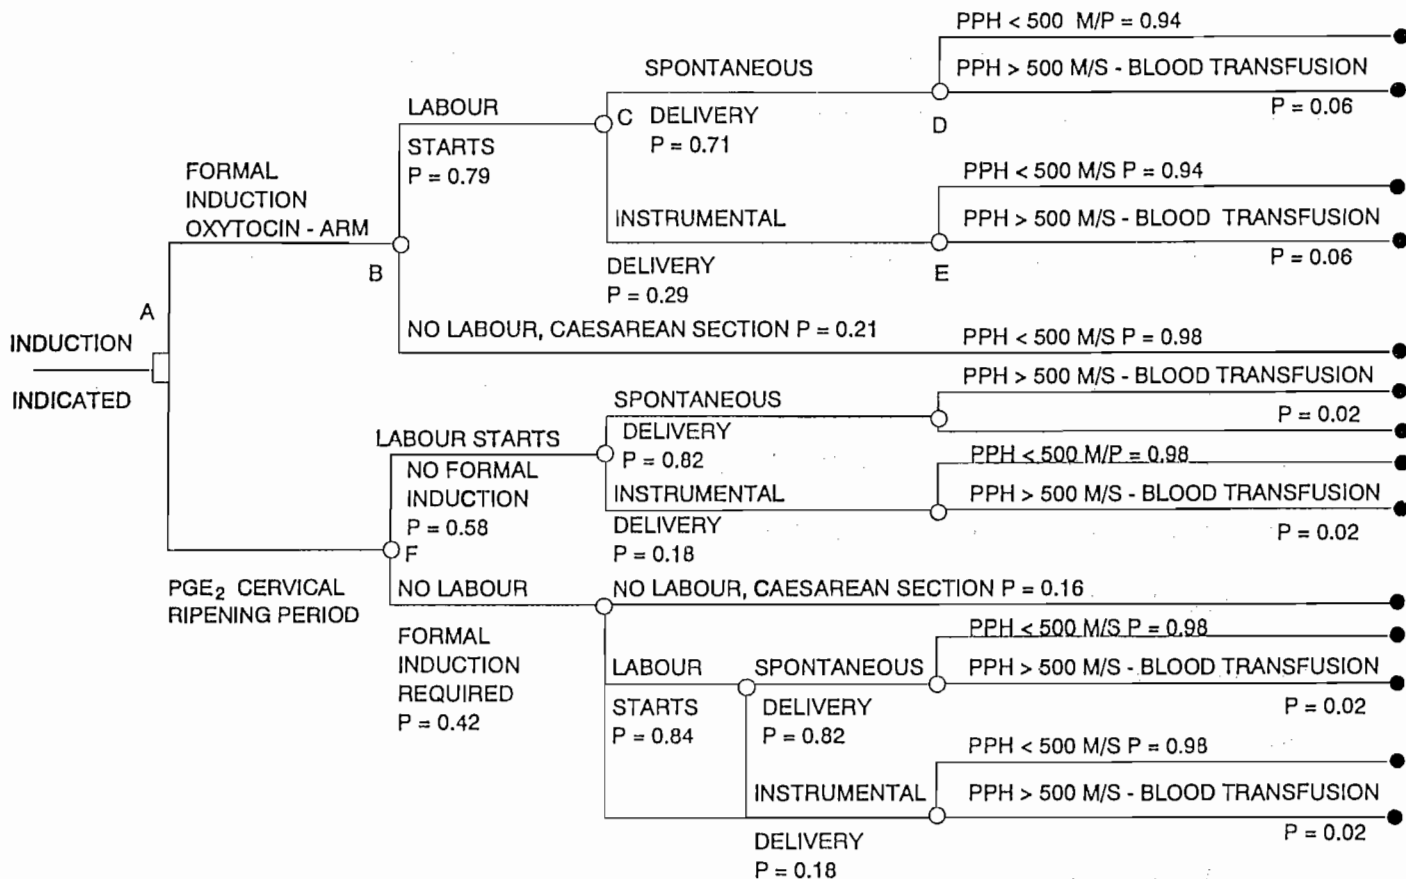 PPH < 500 M/P = 0.94
SPONTANEOUS
PPH > 500 M/S - BLOOD TRANSFUSION
P = 0.06
LABOUR
C
DELIVERY
P = 0.71
D
STARTS
P = 0.79
FORMAL
INDUCTION
OXYTOCIN - ARM
PPH < 500 M/S P = 0.94
INSTRUMENTAL
PPH > 500 M/S - BLOOD TRANSFUSION
P = 0.06
B
DELIVERY
P = 0.29
E
A
INDUCTION
INDICATED
NO LABOUR, CAESAREAN SECTION P = 0.21
PPH < 500 M/S P = 0.98
PPH > 500 M/S - BLOOD TRANSFUSION
SPONTANEOUS
P = 0.02
LABOUR STARTS
DELIVERY
P = 0.82
NO FORMAL
INDUCTION
P = 0.58
PPH < 500 M/P = 0.98
INSTRUMENTAL
PPH > 500 M/S - BLOOD TRANSFUSION
DELIVERY
P = 0.18
P = 0.02
F
PGE₂ CERVICAL
RIPENING PERIOD
NO LABOUR
NO LABOUR, CAESAREAN SECTION P = 0.16
FORMAL
INDUCTION
REQUIRED
P = 0.42
PPH < 500 M/S P = 0.98
LABOUR
SPONTANEOUS
PPH > 500 M/S - BLOOD TRANSFUSION
STARTS
P = 0.84
DELIVERY
P = 0.82
P = 0.02
PPH < 500 M/S P = 0.98
INSTRUMENTAL
PPH > 500 M/S - BLOOD TRANSFUSION
DELIVERY
P = 0.18
P = 0.02